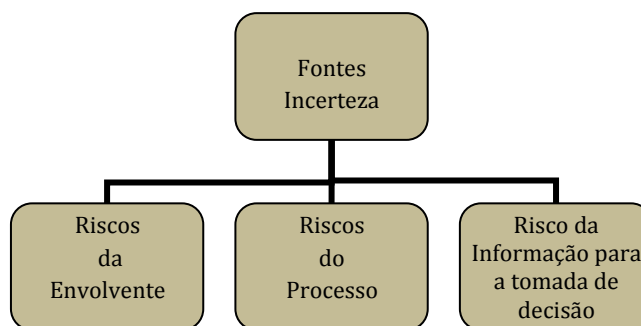 Fontes
Incerteza
Riscos
da
Envolvente
Riscos
do
Processo
Risco da
Informação para
a tomada de
decisão